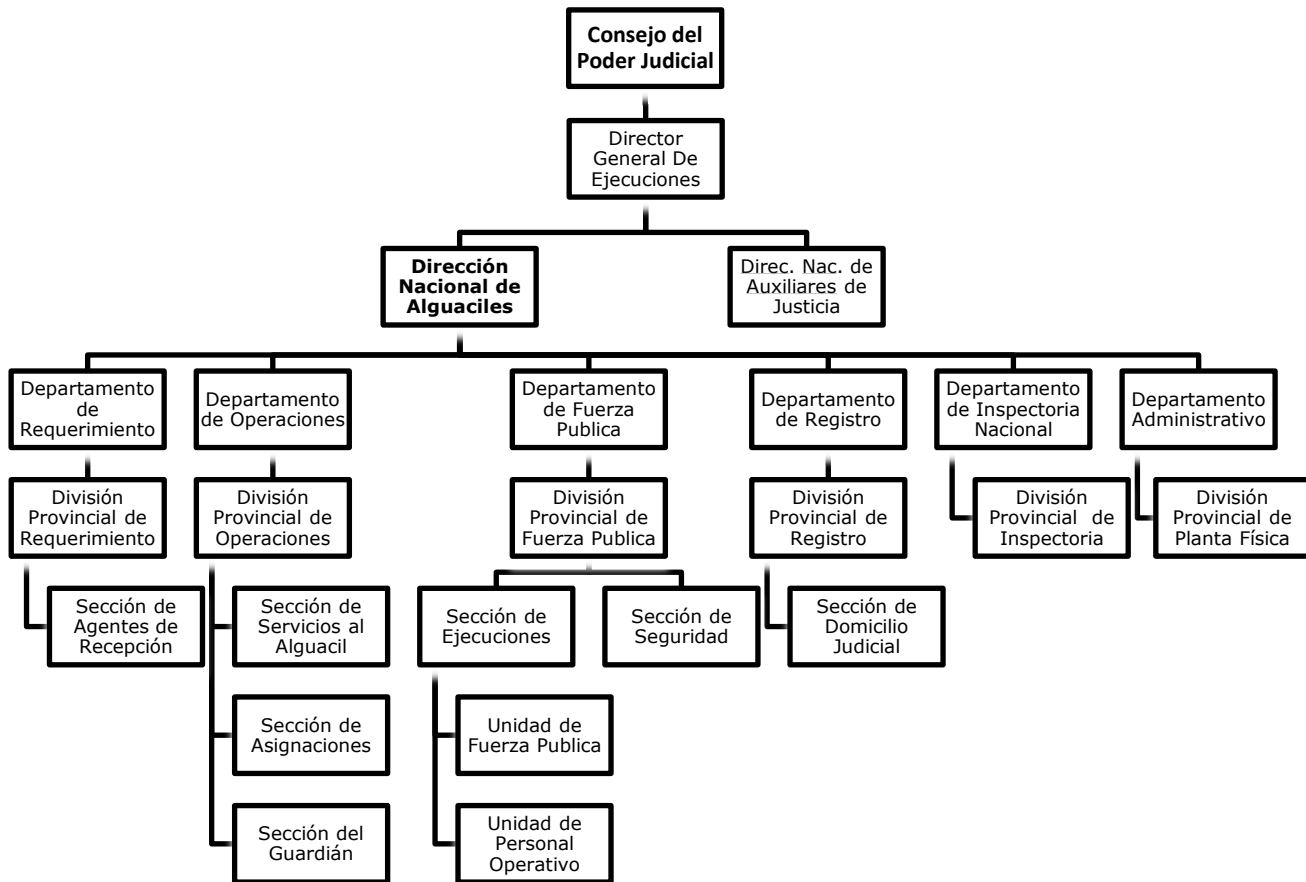 Consejo del
Poder Judicial
Director
General De
Ejecuciones
Dirección
Nacional de
Alguaciles
Direc. Nac. de
Auxiliares de
Justicia
Departamento
de
Requerimiento
Departamento
de Operaciones
Departamento
de Fuerza
Publica
Departamento
de Registro
Departamento
de Inspectoria
Nacional
Departamento
Administrativo
División
Provincial de
Requerimiento
División
Provincial de
Operaciones
División
Provincial de
Fuerza Publica
División
Provincial de
Registro
División
Provincial de
Inspectoria
División
Provincial de
Planta Física
Sección de
Agentes de
Recepción
Sección de
Servicios al
Alguacil
Sección de
Ejecuciones
Sección de
Seguridad
Sección de
Domicilio
Judicial
Sección de
Asignaciones
Unidad de
Fuerza Publica
Sección del
Guardián
Unidad de
Personal
Operativo